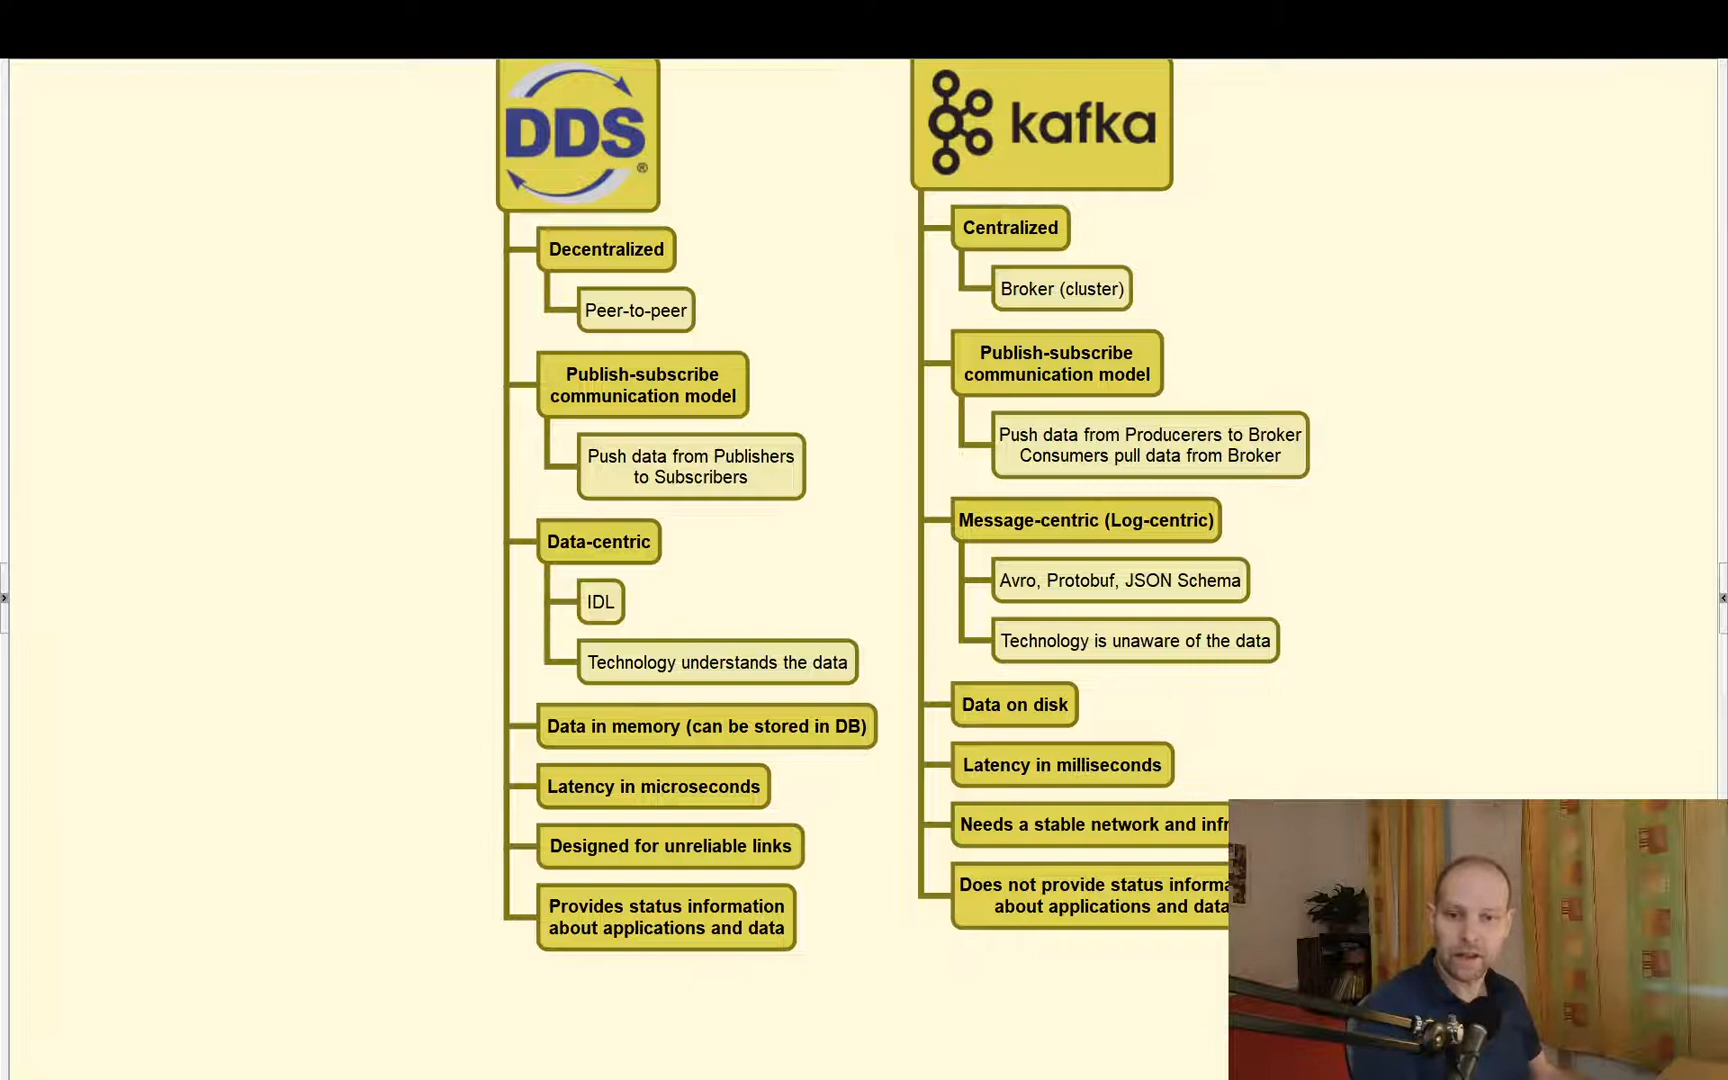 DDS
®
Decentralized
Peer-to-peer
Publish-subscribe
communication model
Push data from Publishers
to Subscribers
Data-centric
IDL
Technology understands the data
Data in memory (can be stored in DB)
Latency in microseconds
Designed for unreliable links
Provides status information
about applications and data
kafka
Centralized
Broker (cluster)
Publish-subscribe
communication model
Push data from Producerers to Broker
Consumers pull data from Broker
Message-centric (Log-centric)
Avro, Protobuf, JSON Schema
Technology is unaware of the data
Data on disk
Latency in milliseconds
Needs a stable network and
Does not provide status
about applications and data